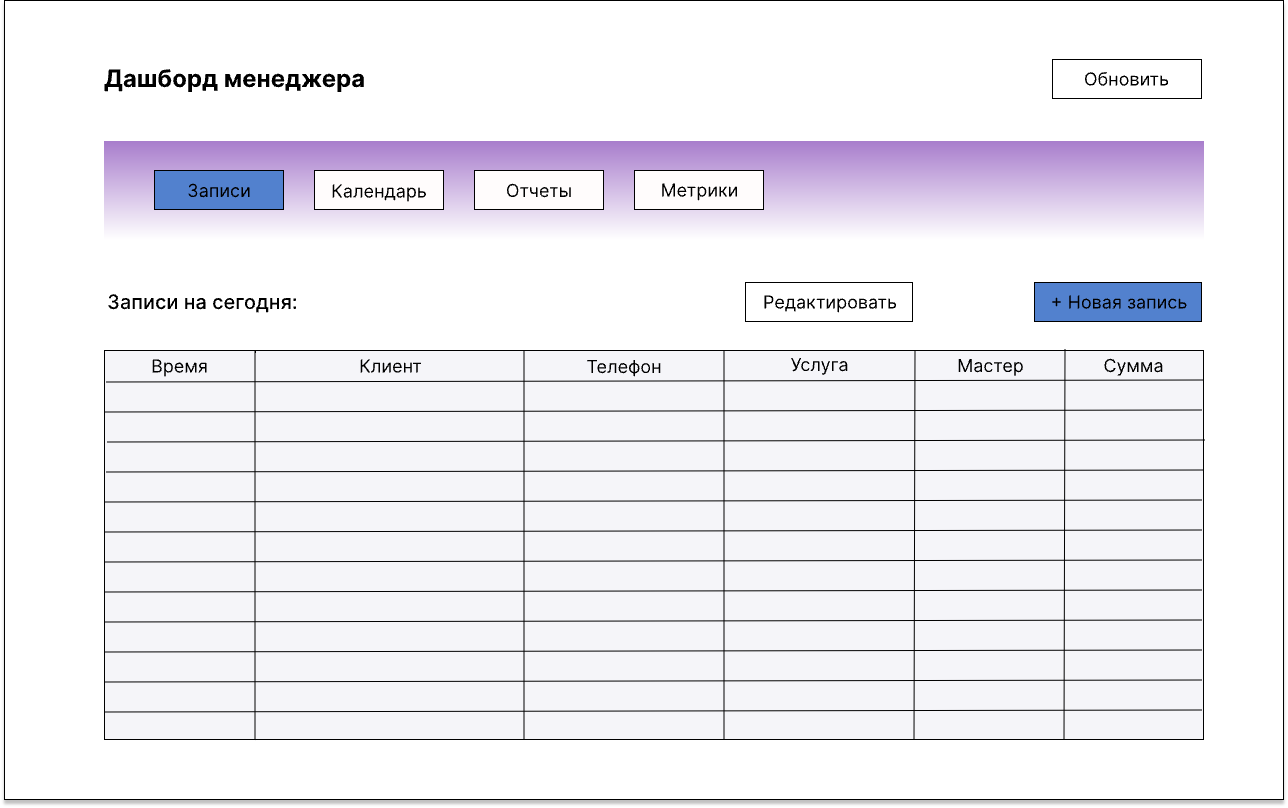 Дашборд менеджера
Обновить
Записи Календарь Отчеты Метрики
Записи на сегодня:
Редактировать
+ Новая запись
Время Клиент Телефон Услуга Мастер Сумма